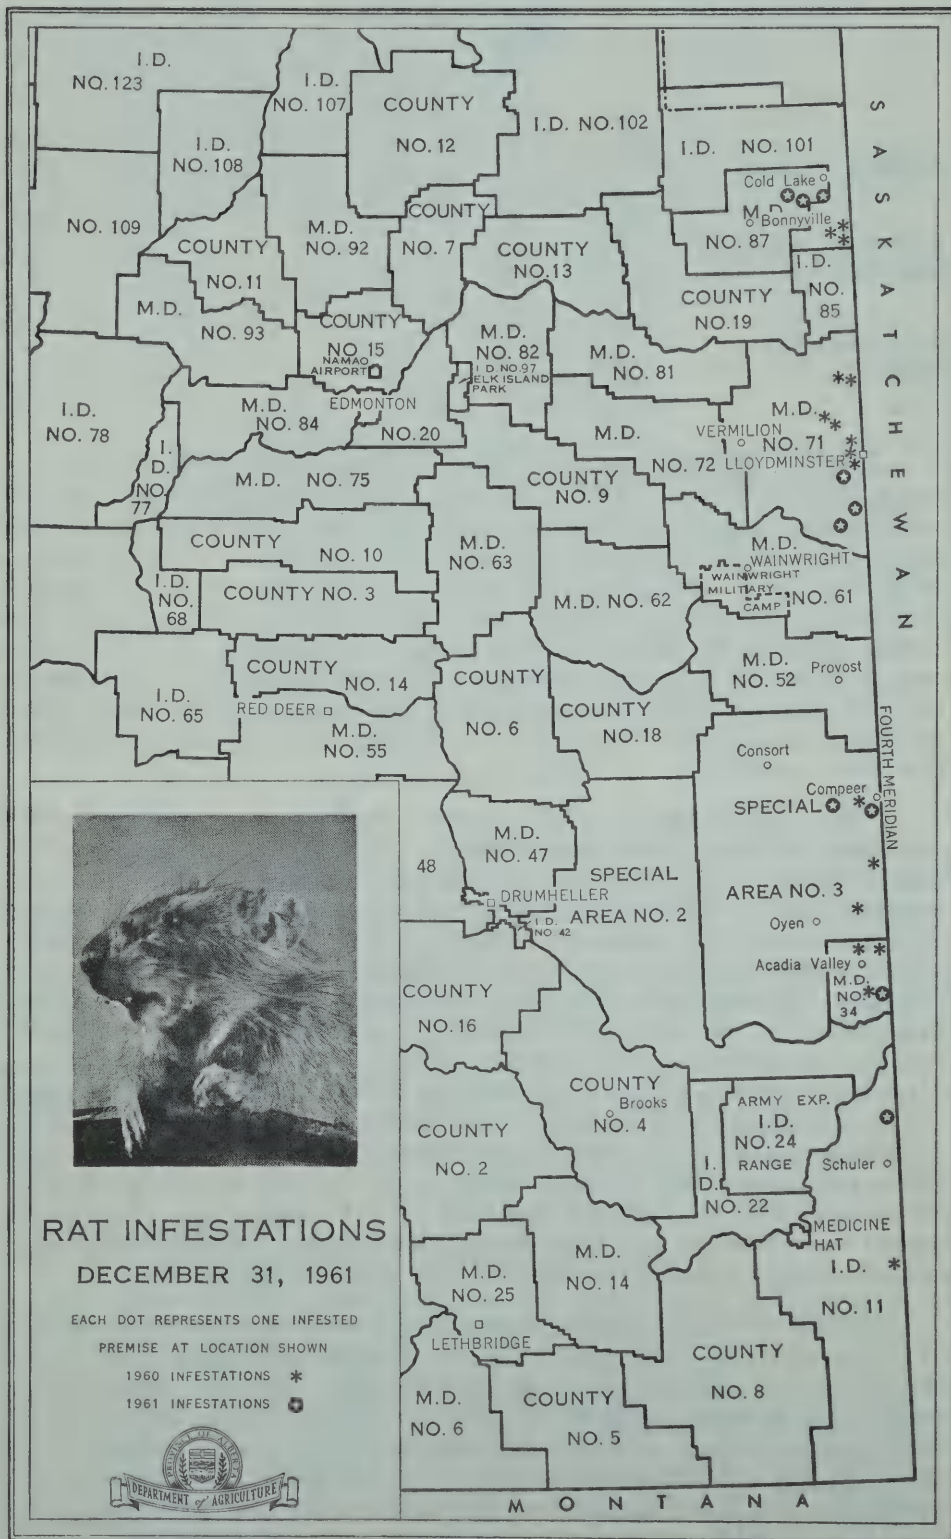 I.D.
NO. 123
I.D.
NO. 107
COUNTY
NO. 12
I.D. NO. 102
I.D. NO. 101
I.D.
NO. 108
Cold Lake
M.D.
Bonnyville
NO. 87
NO. 109
COUNTY
NO. 11
M.D.
NO. 92
COUNTY
NO. 7
COUNTY
NO. 13
I.D.
NO.
85
COUNTY
NO. 19
M.D.
NO. 93
COUNTY
NO. 15
NAMAO
AIRPORT
M.D.
NO. 82
I.D. NO. 97
ELK ISLAND
PARK
M.D.
NO. 81
I.D.
NO. 78
M.D.
NO. 84
EDMONTON
NO. 20
M.D.
NO. 72
M.D.
VERMILION
NO. 71
LLOYDMINSTER
I.
D.
NO.
77
M.D. NO. 75
COUNTY
NO. 9
COUNTY
NO. 10
M.D.
NO. 63
M.D.
WAINWRIGHT
WAINWRIGHT
MILITARY
CAMP
NO. 61
I.D.
NO.
68
COUNTY NO. 3
M.D. NO. 62
COUNTY
NO. 14
I.D.
NO. 65
RED DEER
M.D.
NO. 55
COUNTY
NO. 6
COUNTY
NO. 18
M.D.
NO. 52
Provost
Consort
Compeer
SPECIAL
AREA NO. 3
Oyen
Acadia Valley
M.D.
NO.
34
48
M.D.
NO. 47
DRUMHELLER
I.D.
NO. 42
SPECIAL
AREA NO. 2
COUNTY
NO. 16
COUNTY
NO. 4
Brooks
ARMY EXP.
I.D.
NO. 24
RANGE
Schuler
COUNTY
NO. 2
I.
D.
NO. 22
MEDICINE
HAT
I.D.
NO. 11
M.D.
NO. 25
LETHBRIDGE
M.D.
NO. 14
COUNTY
NO. 8
M.D.
NO. 6
COUNTY
NO. 5
SASKATCHEWAN
FOURTH MERIDIAN
MONTANA
RAT INFESTATIONS
DECEMBER 31, 1961
EACH DOT REPRESENTS ONE INFESTED
PREMISE AT LOCATION SHOWN
1960 INFESTATIONS *
1961 INFESTATIONS ✪
PROVINCE OF ALBERTA
DEPARTMENT of AGRICULTURE